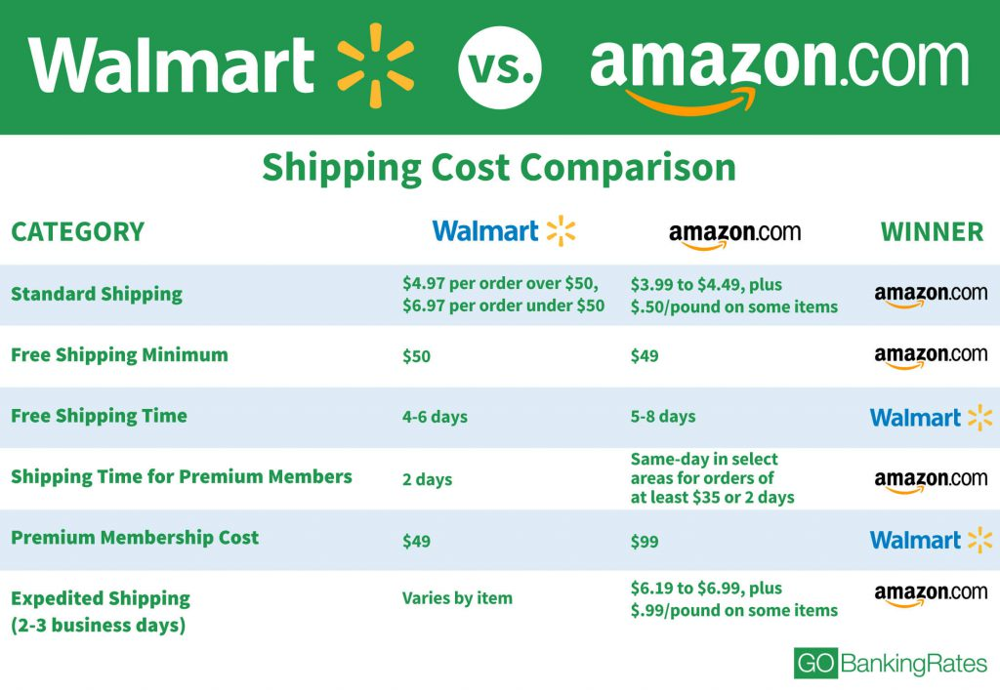 Walmart vs. amazon.com
Shipping Cost Comparison
CATEGORY Walmart amazon.com WINNER
Standard Shipping
$4.97 per order over $50,
$6.97 per order under $50
$3.99 to $4.49, plus
$.50/pound on some items
amazon.com
Free Shipping Minimum $50 $49 amazon.com
Free Shipping Time 4-6 days 5-8 days Walmart
Shipping Time for Premium Members 2 days
Same-day in select
areas for orders of
at least $35 or 2 days
amazon.com
Premium Membership Cost $49 $99 Walmart
Expedited Shipping
(2-3 business days)
Varies by item
$6.19 to $6.99, plus
$.99/pound on some items
amazon.com
GOBankingRates